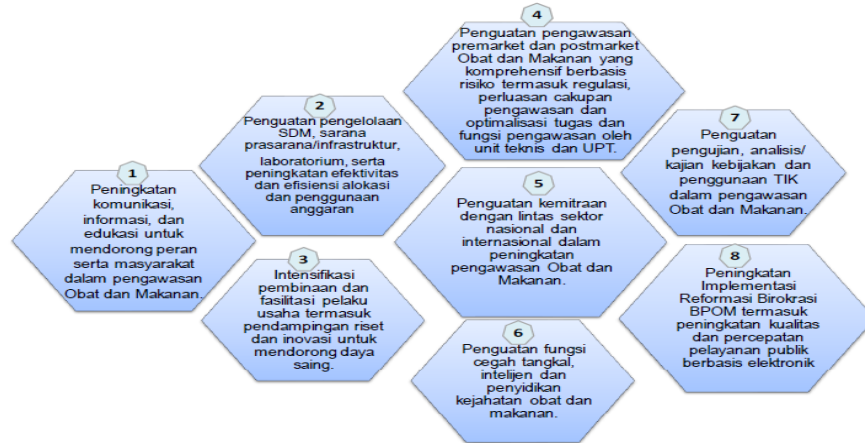 1
Peningkatan
komunikasi,
informasi, dan
edukasi untuk
mendorong peran
serta masyarakat
dalam pengawasan
Obat dan Makanan.
2
Penguatan pengelolaan
SDM, sarana
prasarana/infrastruktur,
laboratorium, serta
peningkatan efektivitas
dan efisiensi alokasi
dan penggunaan
anggaran
3
Intensifikasi
pembinaan dan
fasilitasi pelaku
usaha termasuk
pendampingan riset
dan inovasi untuk
mendorong daya
saing.
4
Penguatan pengawasan
premarket dan postmarket
Obat dan Makanan yang
komprehensif berbasis
risiko termasuk regulasi,
perluasan cakupan
pengawasan dan
optimalisasi tugas dan
fungsi pengawasan oleh
unit teknis dan UPT.
5
Penguatan kemitraan
dengan lintas sektor
nasional dan
internasional dalam
peningkatan
pengawasan Obat dan
Makanan.
6
Penguatan fungsi
cegah tangkal,
intelijen dan
penyidikan
kejahatan obat dan
makanan.
7
Penguatan
pengujian, analisis/
kajian kebijakan dan
penggunaan TIK
dalam pengawasan
Obat dan Makanan.
8
Peningkatan
Implementasi
Reformasi Birokrasi
BPOM termasuk
peningkatan kualitas
dan percepatan
pelayanan publik
berbasis elektronik